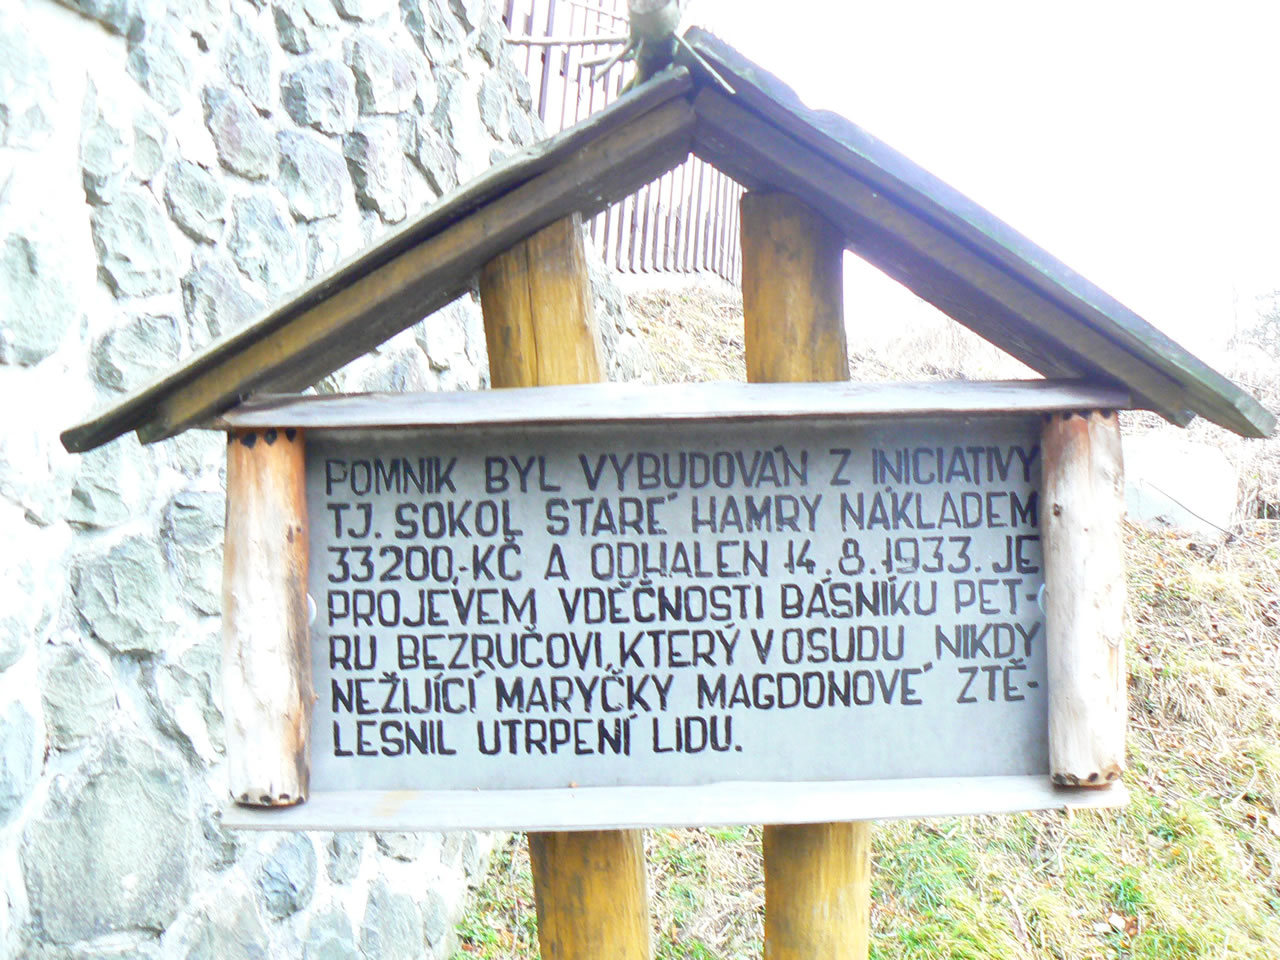 POMNIK BYL VYBUDOVÁN Z INICIATIVY
TJ. SOKOL STARÉ HAMRY NÁKLADEM
33200,-KČ A ODHALEN 14.8.1933. JE
PROJEVEM VDĚČNOSTI BÁSNÍKU PET-
RU BEZRUČOVI, KTERÝ V OSUDU NIKDY
NEŽIJÍCÍ MARYČKY MAGDONOVÉ ZTĚ-
LESNIL UTRPENÍ LIDU.